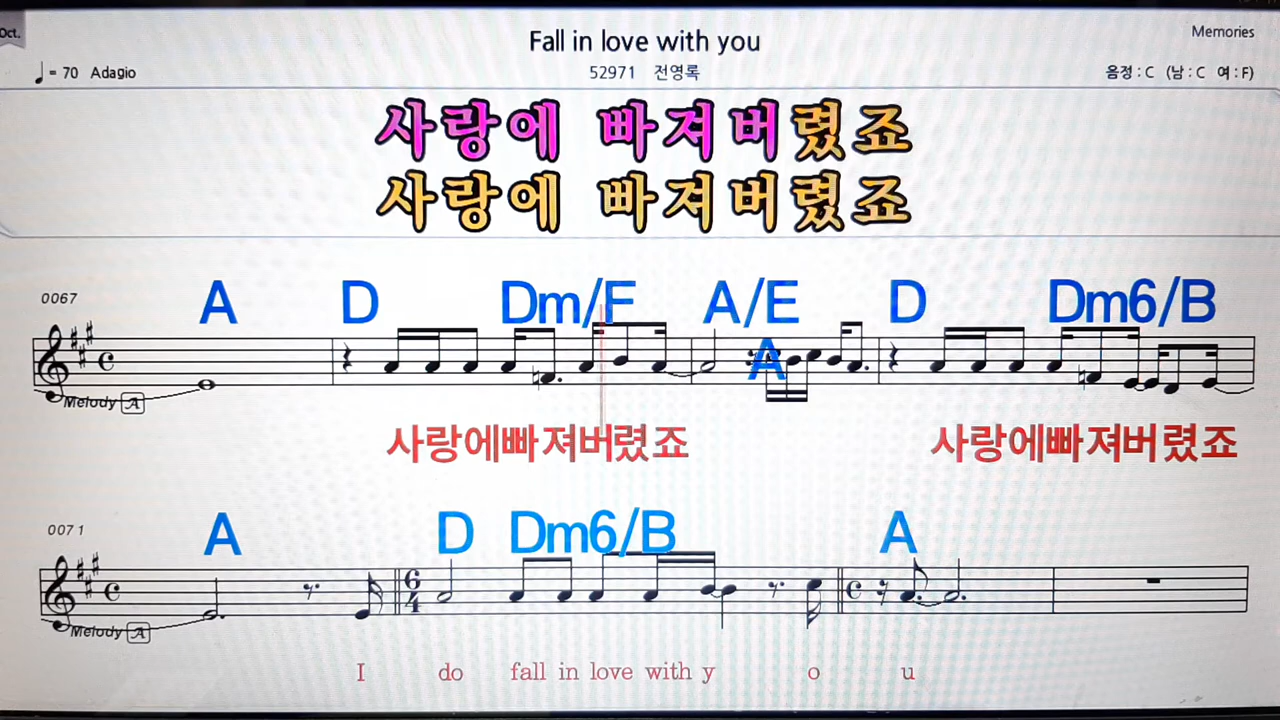 Oct.
Fall in love with you
Memories
♩ = 70 Adagio
52971 전영록
음정 : C (남 : C 여 : F)
사랑에 빠져버렸죠
사랑에 빠져버렸죠
0067
A D Dm/F A/E D Dm6/B
A
Melody A
사랑에빠져버렸죠 사랑에빠져버렸죠
0071
A D Dm6/B A
6/4
Melody A
I do fall in love with y o u